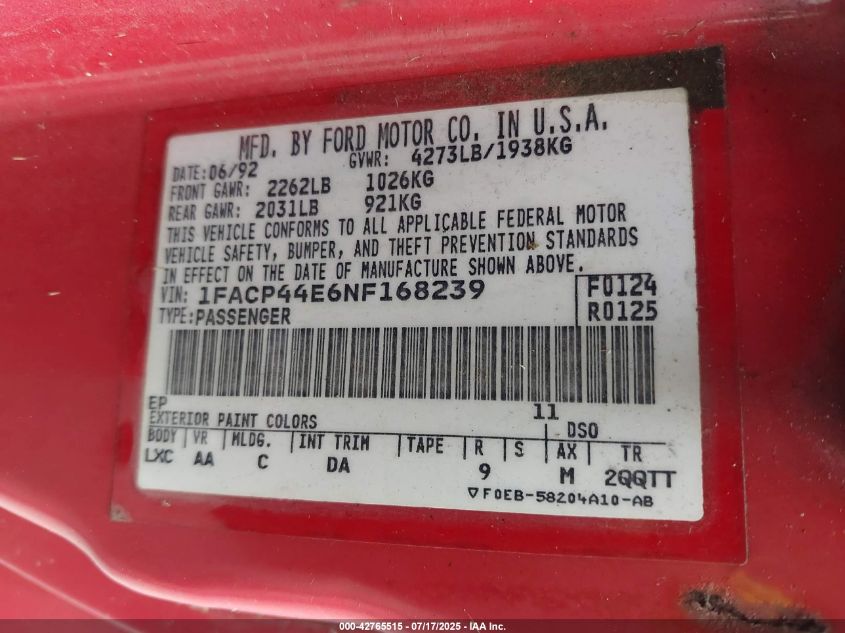 MFD. BY FORD MOTOR CO. IN U.S.A.
DATE: 06/92 GVWR: 4273LB/1938KG
FRONT GAWR: 2262LB 1026KG
REAR GAWR: 2031LB 921KG
THIS VEHICLE CONFORMS TO ALL APPLICABLE FEDERAL MOTOR
VEHICLE SAFETY, BUMPER, AND THEFT PREVENTION STANDARDS
IN EFFECT ON THE DATE OF MANUFACTURE SHOWN ABOVE.
VIN: 1FACP44E6NF168239 F0124
TYPE: PASSENGER R0125
EP 11
EXTERIOR PAINT COLORS DSO
BODY VR MLDG. INT TRIM TAPE R S AX TR
LXC AA C DA 9 M 2QQTT
▽F0EB-58204A10-AB
000-42765515 - 07/17/2025 - IAA Inc.